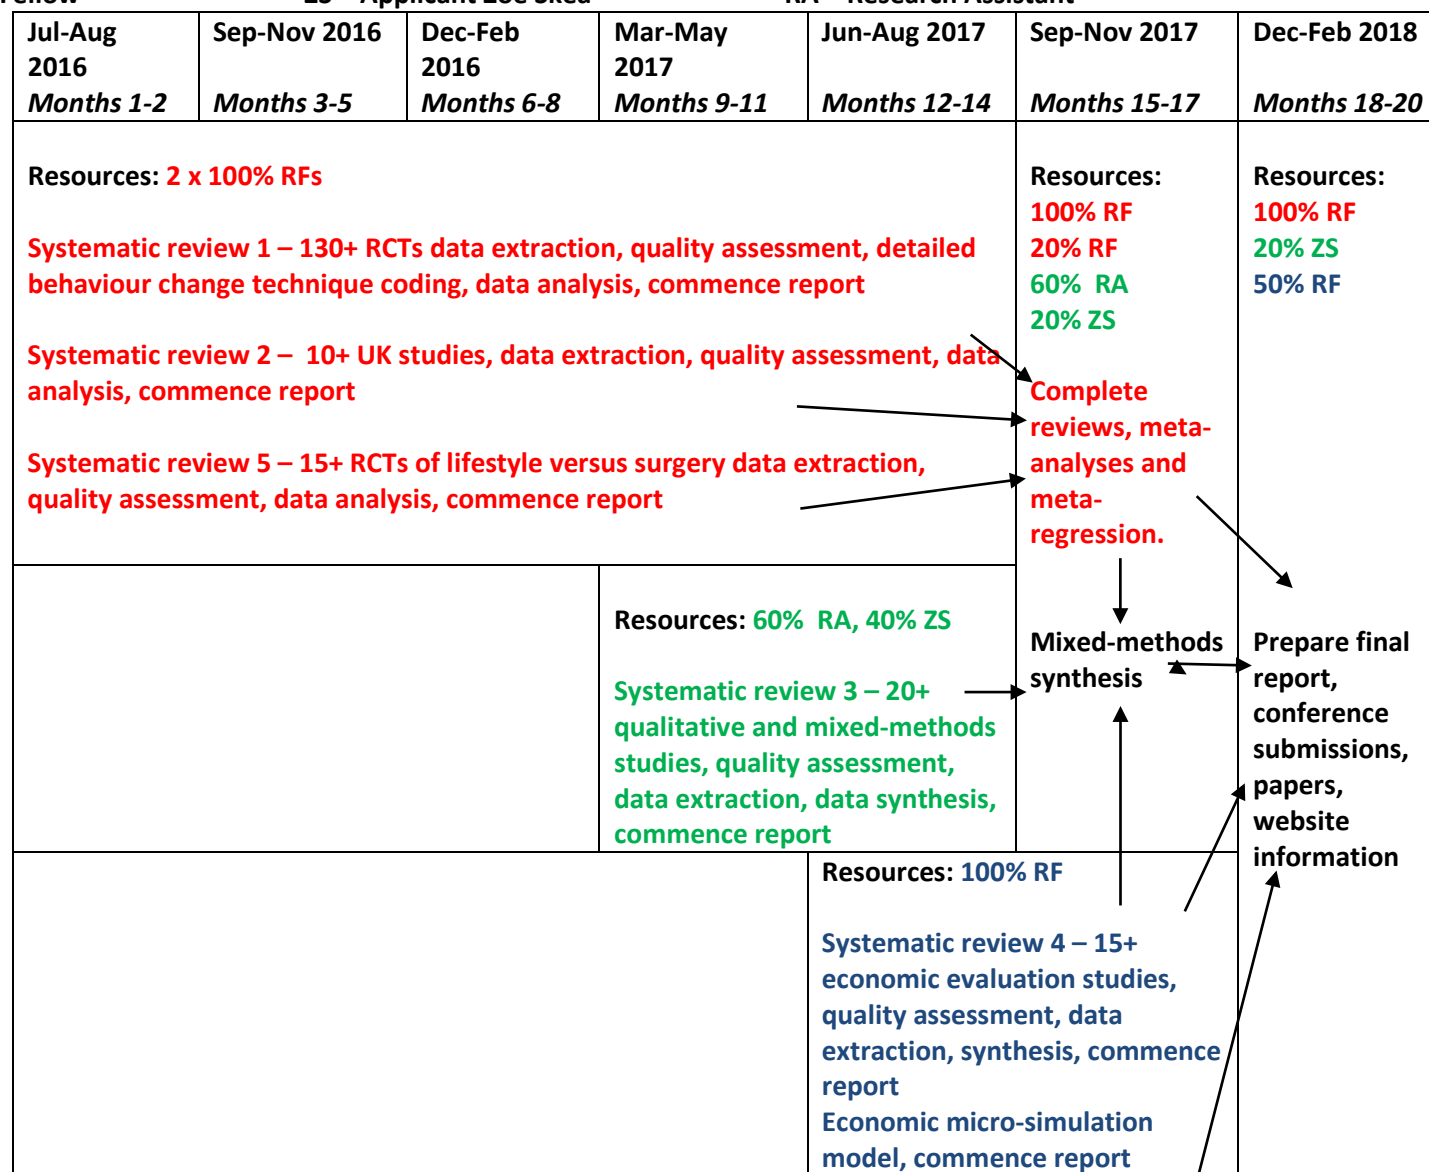 Jul-Aug
2016
Months 1-2
Sep-Nov 2016
Months 3-5
Dec-Feb
2016
Months 6-8
Mar-May
2017
Months 9-11
Jun-Aug 2017
Months 12-14
Sep-Nov 2017
Months 15-17
Dec-Feb 2018
Months 18-20
Resources: 2 x 100% RFs
Systematic review 1 – 130+ RCTs data extraction, quality assessment, detailed
behaviour change technique coding, data analysis, commence report
Systematic review 2 – 10+ UK studies, data extraction, quality assessment, data
analysis, commence report
Systematic review 5 – 15+ RCTs of lifestyle versus surgery data extraction,
quality assessment, data analysis, commence report
Resources:
100% RF
20% RF
60% RA
20% ZS
Complete
reviews, meta-
analyses and
meta-
regression.
Mixed-methods
synthesis
Resources:
100% RF
20% ZS
50% RF
Prepare final
report,
conference
submissions,
papers,
website
information
Resources: 60% RA, 40% ZS
Systematic review 3 – 20+
qualitative and mixed-methods
studies, quality assessment,
data extraction, data synthesis,
commence report
Resources: 100% RF
Systematic review 4 – 15+
economic evaluation studies,
quality assessment, data
extraction, synthesis, commence
report
Economic micro-simulation
model, commence report